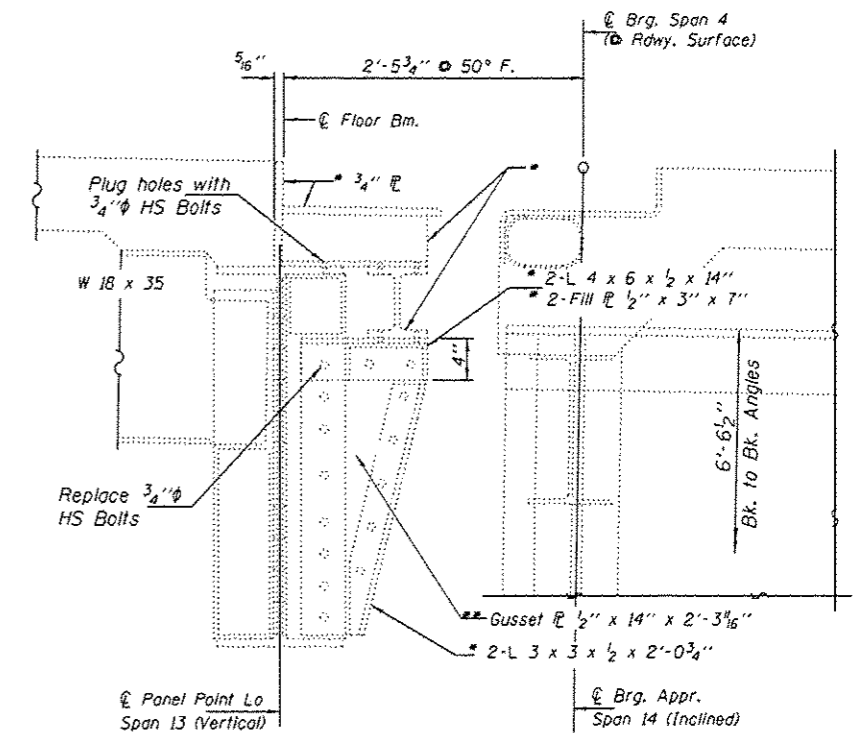 ℄ Brg. Span 4
(@ Rdwy. Surface)
5/16"
2'-5 3/4" @ 50° F.
℄ Floor Bm.
* 3/4" ℙ
*
Plug holes with
3/4"φ HS Bolts
W 18 x 35
* 2-L 4 x 6 x 1/2 x 14"
* 2-Fill ℙ 1/2" x 3" x 7"
4"
6'-6 1/2"
Bk. to Bk. Angles
Replace 3/4"φ
HS Bolts
** Gusset ℙ 1/2" x 14" x 2'-3 11/16"
* 2-L 3 x 3 x 1/2 x 2'-0 3/4"
℄ Panel Point Lo
Span 13 (Vertical)
℄ Brg. Appr.
Span 14 (Inclined)